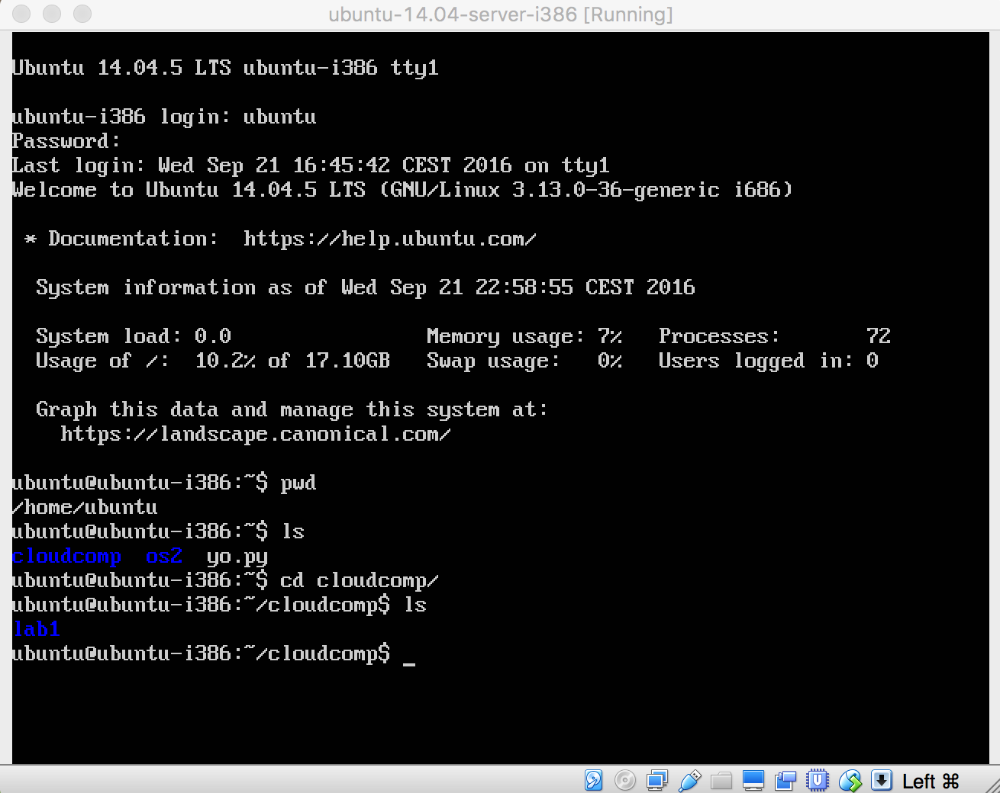 ubuntu-14.04-server-i386 [Running]
Ubuntu 14.04.5 LTS ubuntu-i386 tty1
ubuntu-i386 login: ubuntu
Password:
Last login: Wed Sep 21 16:45:42 CEST 2016 on tty1
Welcome to Ubuntu 14.04.5 LTS (GNU/Linux 3.13.0-36-generic i686)
* Documentation:  https://help.ubuntu.com/
System information as of Wed Sep 21 22:58:55 CEST 2016
System load: 0.0                Memory usage: 7%   Processes:       72
Usage of /:  10.2% of 17.10GB   Swap usage:   0%   Users logged in: 0
Graph this data and manage this system at:
https://landscape.canonical.com/
ubuntu@ubuntu-i386:~$ pwd
/home/ubuntu
ubuntu@ubuntu-i386:~$ ls
cloudcomp  os2  yo.py
ubuntu@ubuntu-i386:~$ cd cloudcomp/
ubuntu@ubuntu-i386:~/cloudcomp$ ls
lab1
ubuntu@ubuntu-i386:~/cloudcomp$ _
Left ⌘